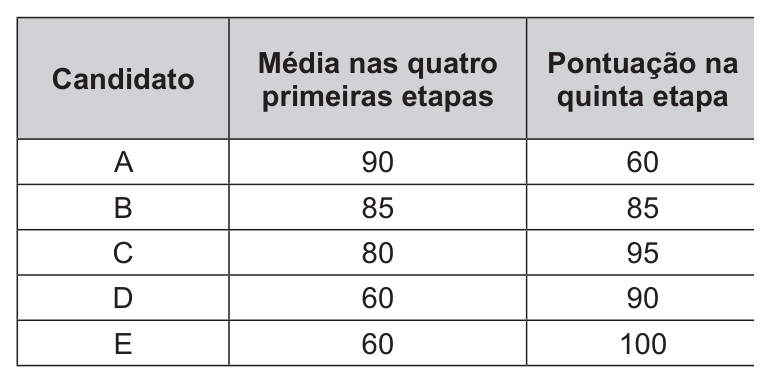 Candidato Média nas quatro primeiras etapas Pontuação na quinta etapa
A 90 60
B 85 85
C 80 95
D 60 90
E 60 100